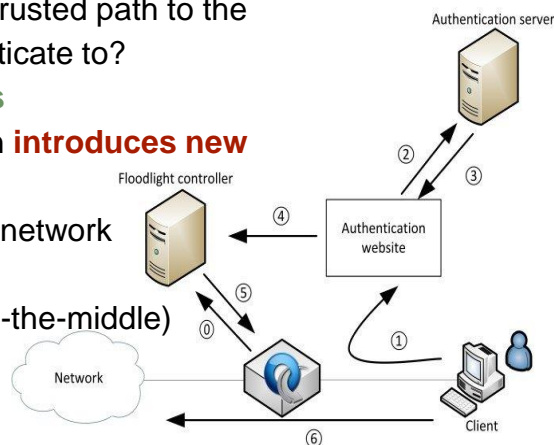 rusted path to the
ticate to?
s
n introduces new
network
-the-middle)
Authentication server
②
③
Floodlight controller
④
Authentication
website
⑤
⓪
①
Network
Client
⑥